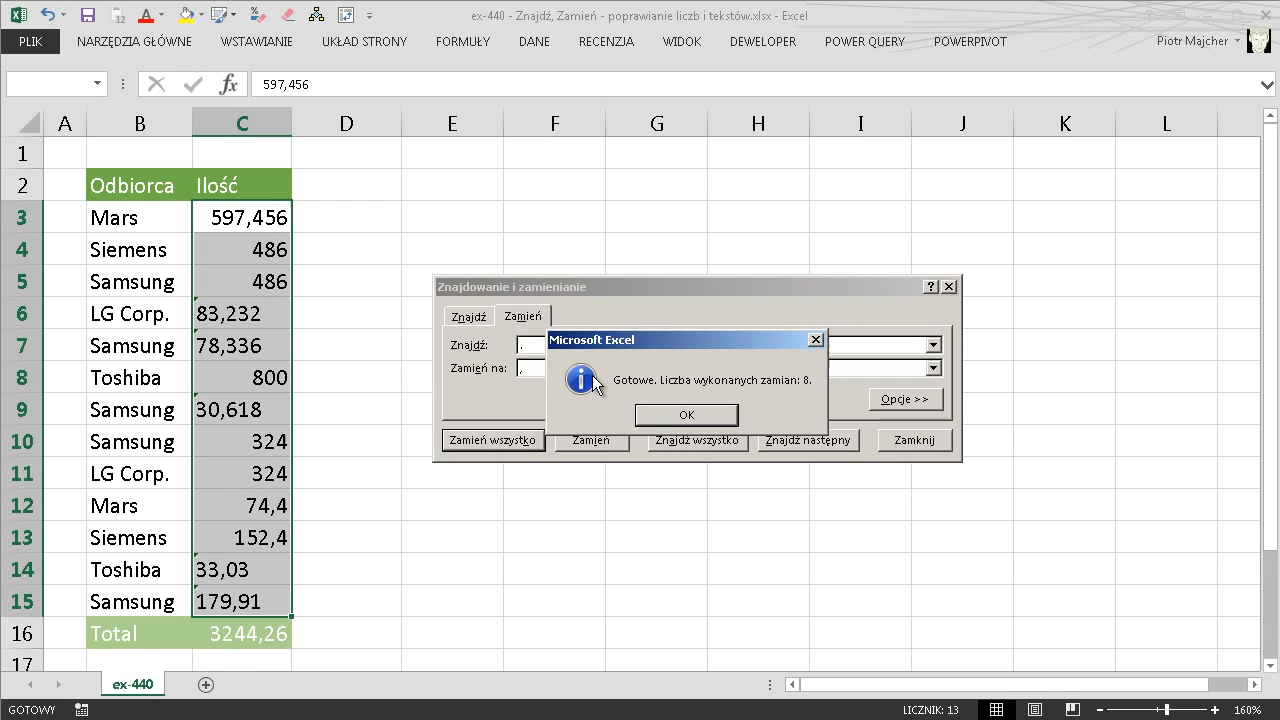 ex-440 - Znajdź, Zamień - poprawianie liczb i tekstów.xlsx - Excel
PLIK NARZĘDZIA GŁÓWNE WSTAWIANIE UKŁAD STRONY FORMUŁY DANE RECENZJA WIDOK DEWELOPER POWER QUERY POWERPIVOT Piotr Majcher
fx 597,456
A B C D E F G H I J K L
1
2 Odbiorca Ilość
3 Mars 597,456
4 Siemens 486
5 Samsung 486
6 LG Corp. 83,232
7 Samsung 78,336
8 Toshiba 800
9 Samsung 30,618
10 Samsung 324
11 LG Corp. 324
12 Mars 74,4
13 Siemens 152,4
14 Toshiba 33,03
15 Samsung 179,91
16 Total 3244,26
17
Znajdowanie i zamienianie
Znajdź Zamień
Znajdź: .
Zamień na: ,
Opcje >>
Zamień wszystko Zamień Znajdź wszystko Znajdź następny Zamknij
Microsoft Excel
Gotowe. Liczba wykonanych zamian: 8.
OK
ex-440
GOTOWY LICZNIK: 13 160%